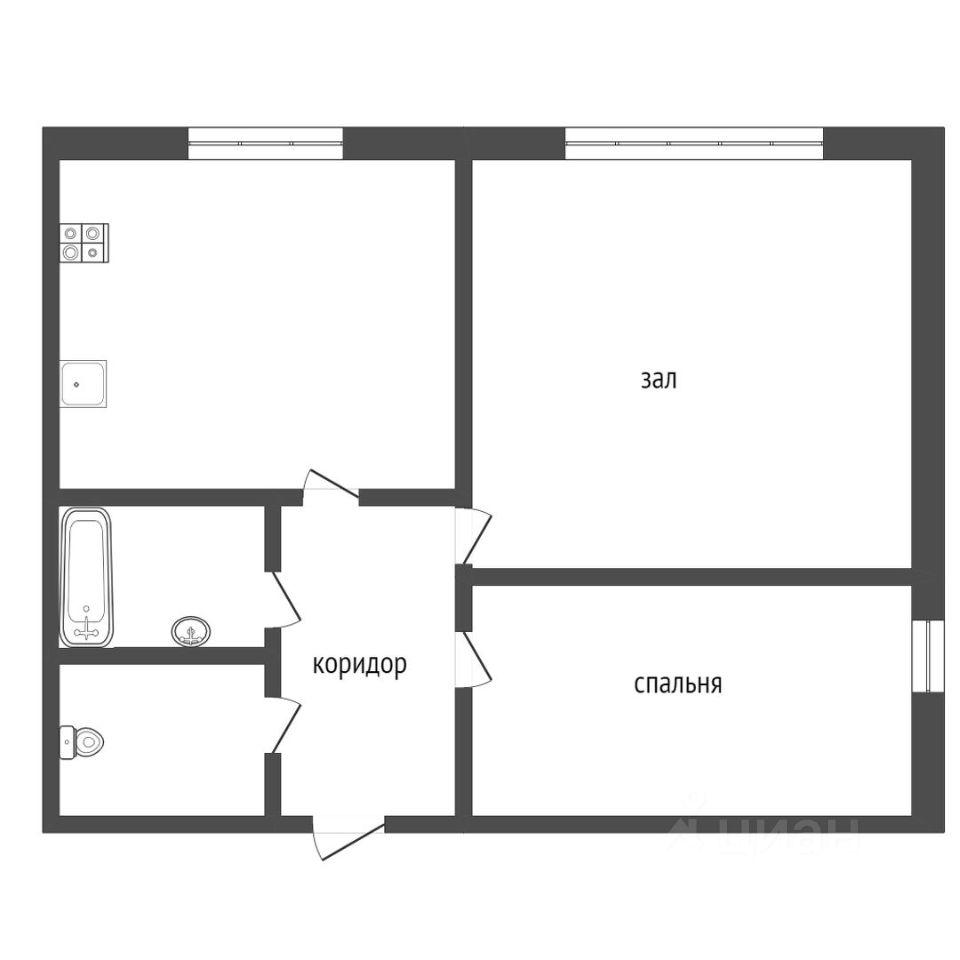 зал
коридор
спальня
циан